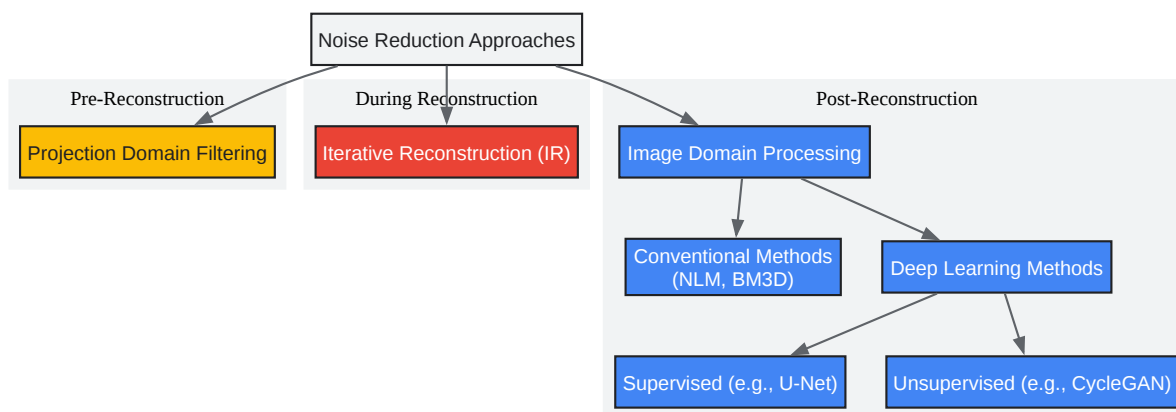 Noise Reduction Approaches
Pre-Reconstruction
During Reconstruction
Post-Reconstruction
Projection Domain Filtering
Iterative Reconstruction (IR)
Image Domain Processing
Conventional Methods
(NLM, BM3D)
Deep Learning Methods
Supervised (e.g., U-Net)
Unsupervised (e.g., CycleGAN)